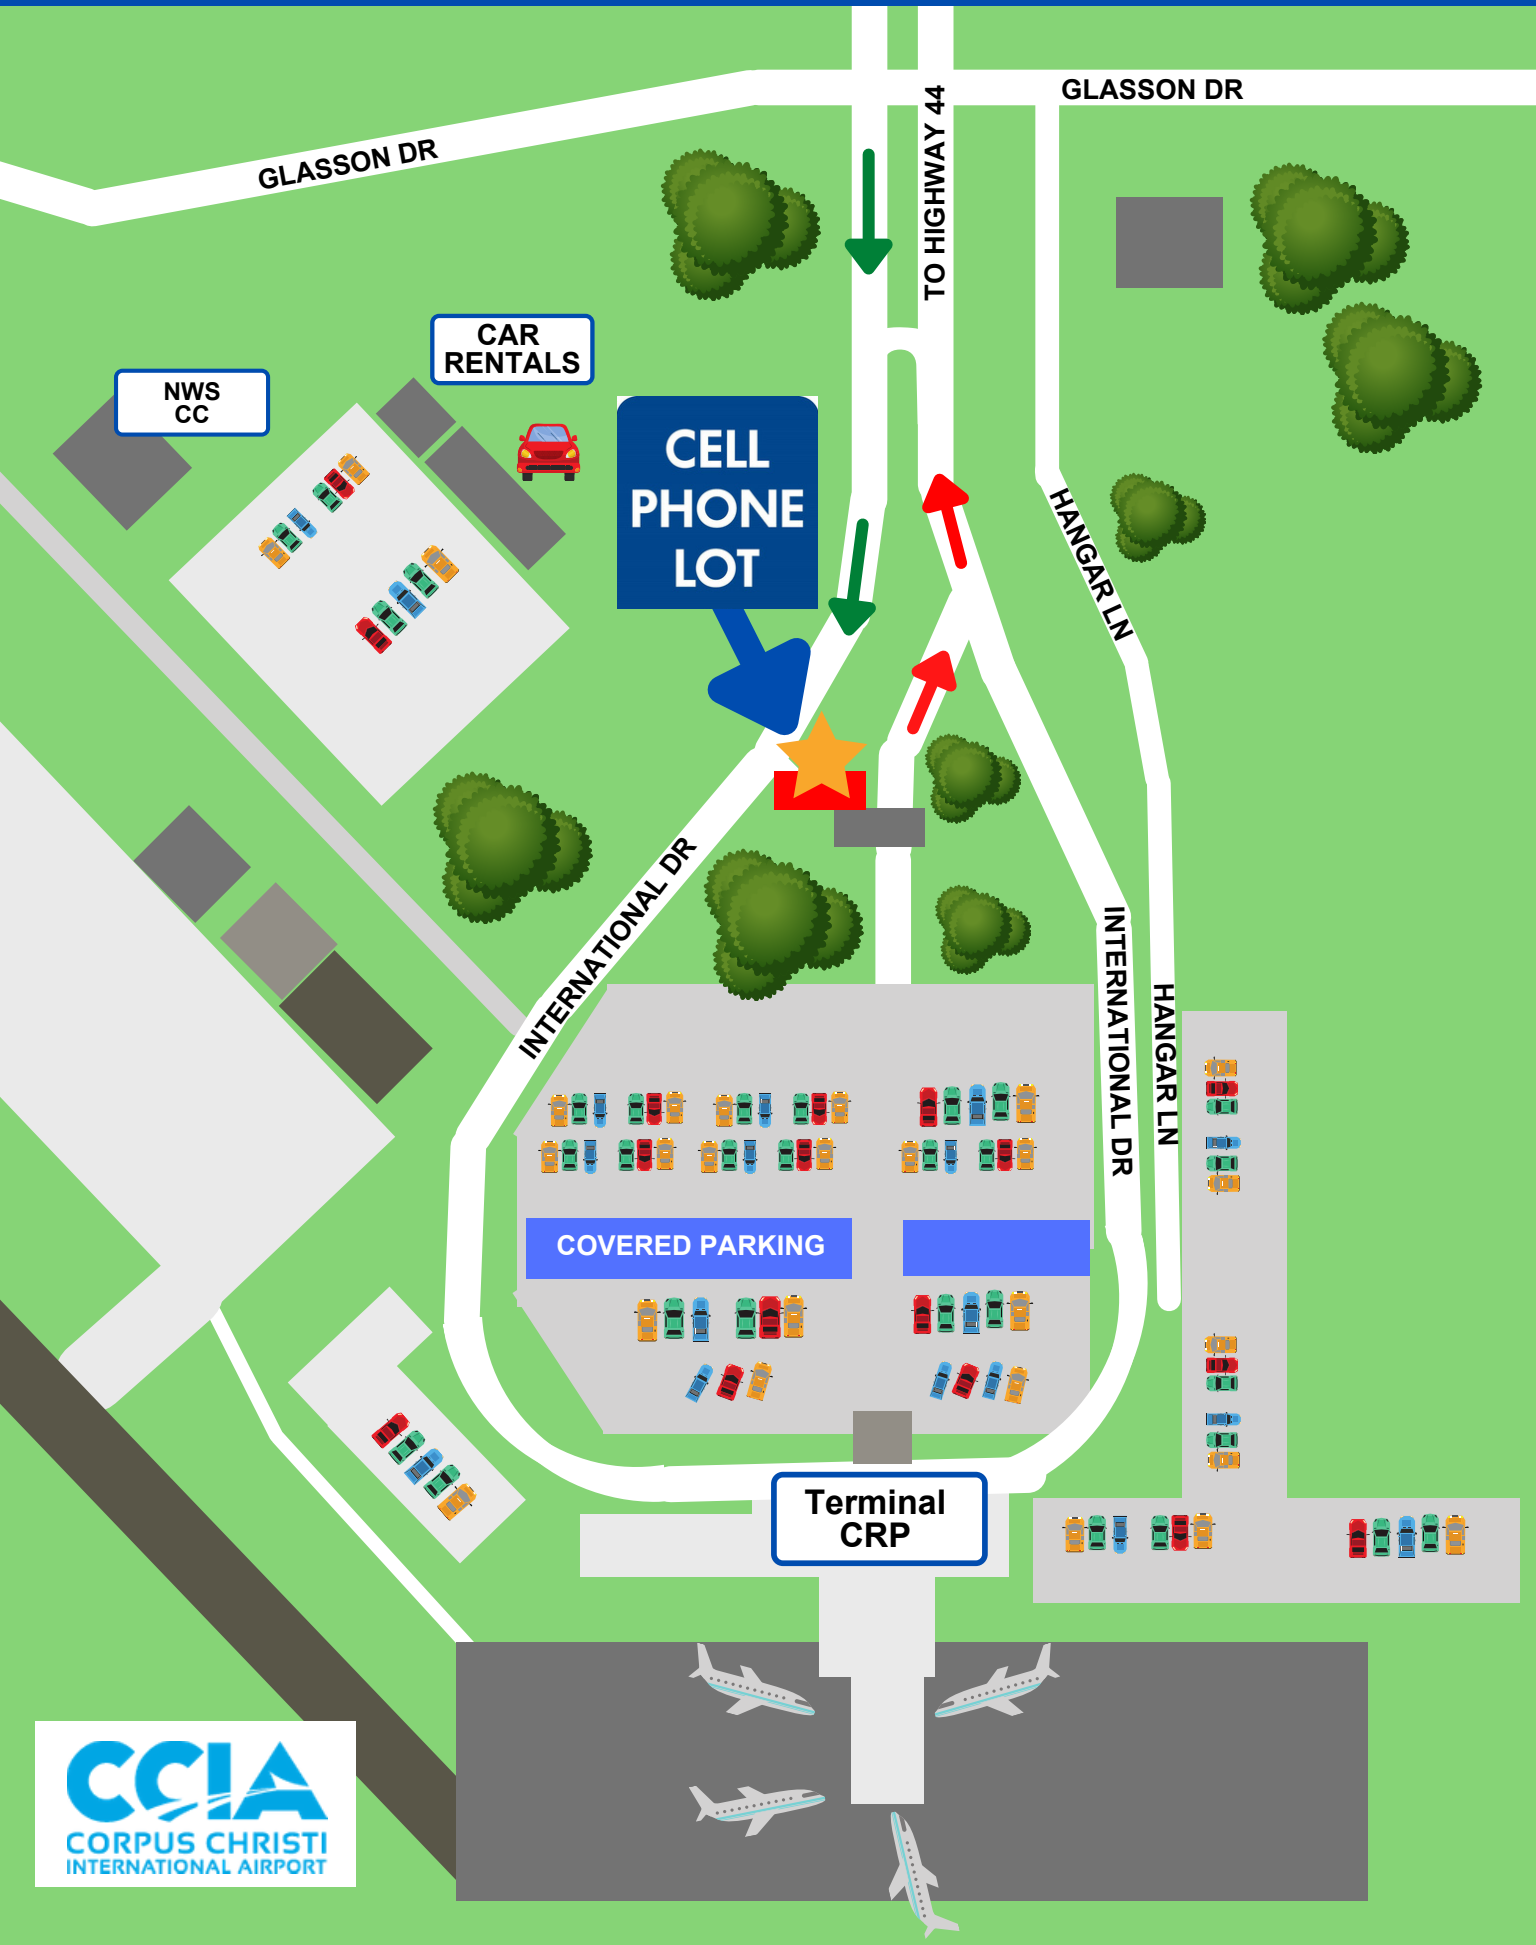 GLASSON DR
GLASSON DR
TO HIGHWAY 44
CAR
RENTALS
NWS
CC
CELL
PHONE
LOT
HANGAR LN
INTERNATIONAL DR
INTERNATIONAL DR
HANGAR LN
COVERED PARKING
Terminal
CRP
CCIA
CORPUS CHRISTI
INTERNATIONAL AIRPORT